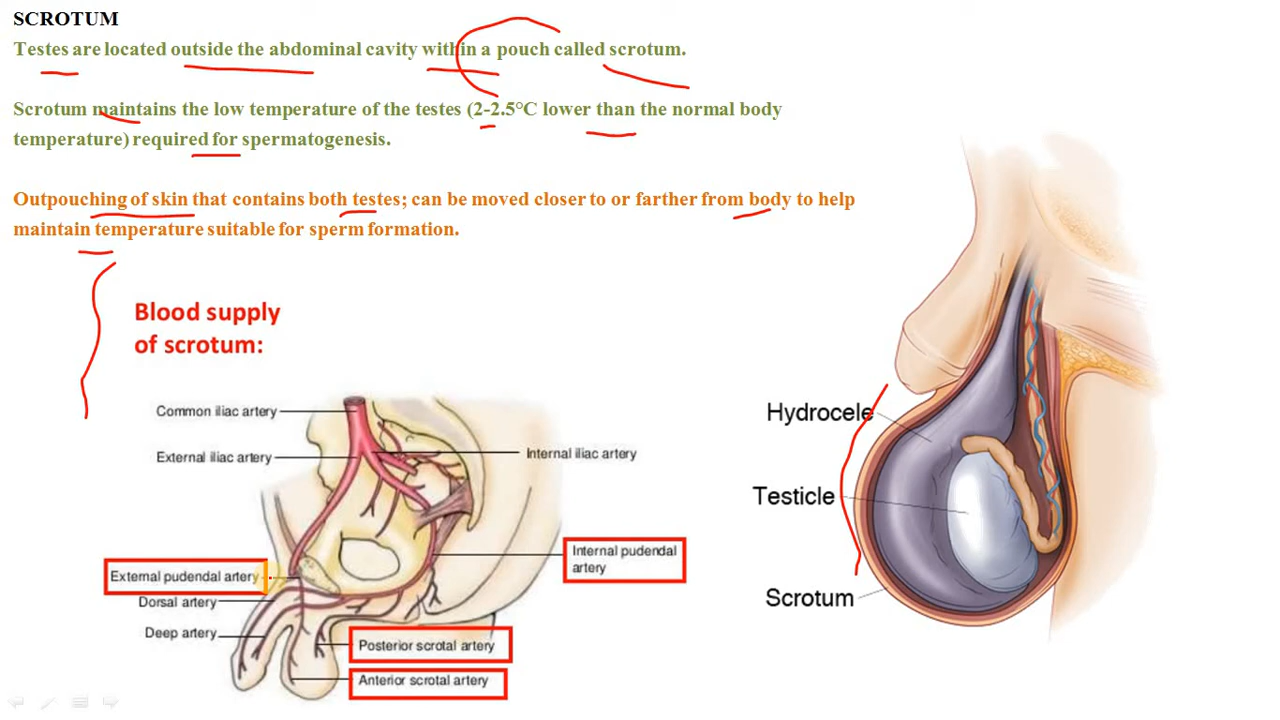 SCROTUM
Testes are located outside the abdominal cavity within a pouch called scrotum.
Scrotum maintains the low temperature of the testes (2-2.5°C lower than the normal body
temperature) required for spermatogenesis.
Outpouching of skin that contains both testes; can be moved closer to or farther from body to help
maintain temperature suitable for sperm formation.
Blood supply
of scrotum:
Common iliac artery
External iliac artery
Internal iliac artery
Internal pudendal
artery
External pudendal artery
Dorsal artery
Deep artery
Posterior scrotal artery
Anterior scrotal artery
Hydrocele
Testicle
Scrotum